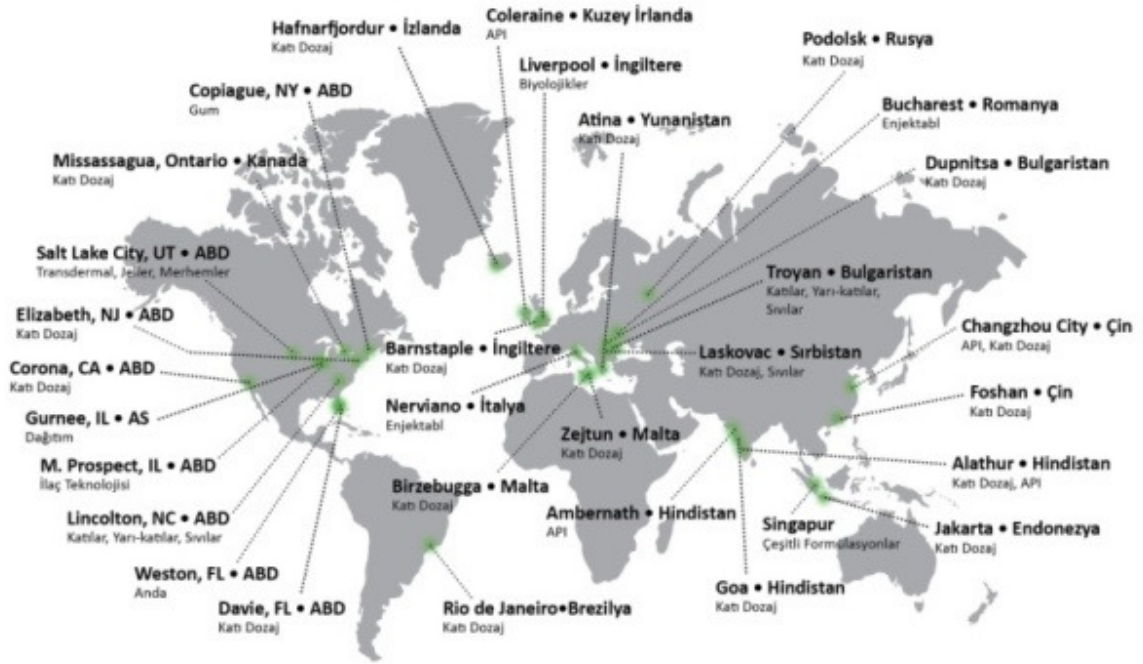 Coleraine • Kuzey İrlanda
API
Hafnarfjordur • İzlanda
Katı Dozaj
Podolsk • Rusya
Katı Dozaj
Liverpool • İngiltere
Biyolojikler
Copiague, NY • ABD
Gum
Bucharest • Romanya
Enjektabl
Atina • Yunanistan
Katı Dozaj
Missassagua, Ontario • Kanada
Katı Dozaj
Dupnitsa • Bulgaristan
Katı Dozaj
Salt Lake City, UT • ABD
Transdermal, Jeller, Merhemler
Troyan • Bulgaristan
Katılar, Yarı-katılar,
Sıvılar
Elizabeth, NJ • ABD
Katı Dozaj
Changzhou City • Çin
API, Katı Dozaj
Barnstaple • İngiltere
Katı Dozaj
Laskovac • Sırbistan
Katı Dozaj, Sıvılar
Corona, CA • ABD
Katı Dozaj
Foshan • Çin
Katı Dozaj
Gurnee, IL • AS
Dağıtım
Nerviano • İtalya
Enjektabl
Zejtun • Malta
Katı Dozaj
M. Prospect, IL • ABD
İlaç Teknolojisi
Alathur • Hindistan
Katı Dozaj, API
Birzebugga • Malta
Katı Dozaj
Lincolton, NC • ABD
Katılar, Yarı-katılar, Sıvılar
Ambernath • Hindistan
API
Singapur
Çeşitli Formülasyonlar
Jakarta • Endonezya
Katı Dozaj
Weston, FL • ABD
Anda
Goa • Hindistan
Katı Dozaj
Davie, FL • ABD
Katı Dozaj
Rio de Janeiro•Brezilya
Katı Dozaj